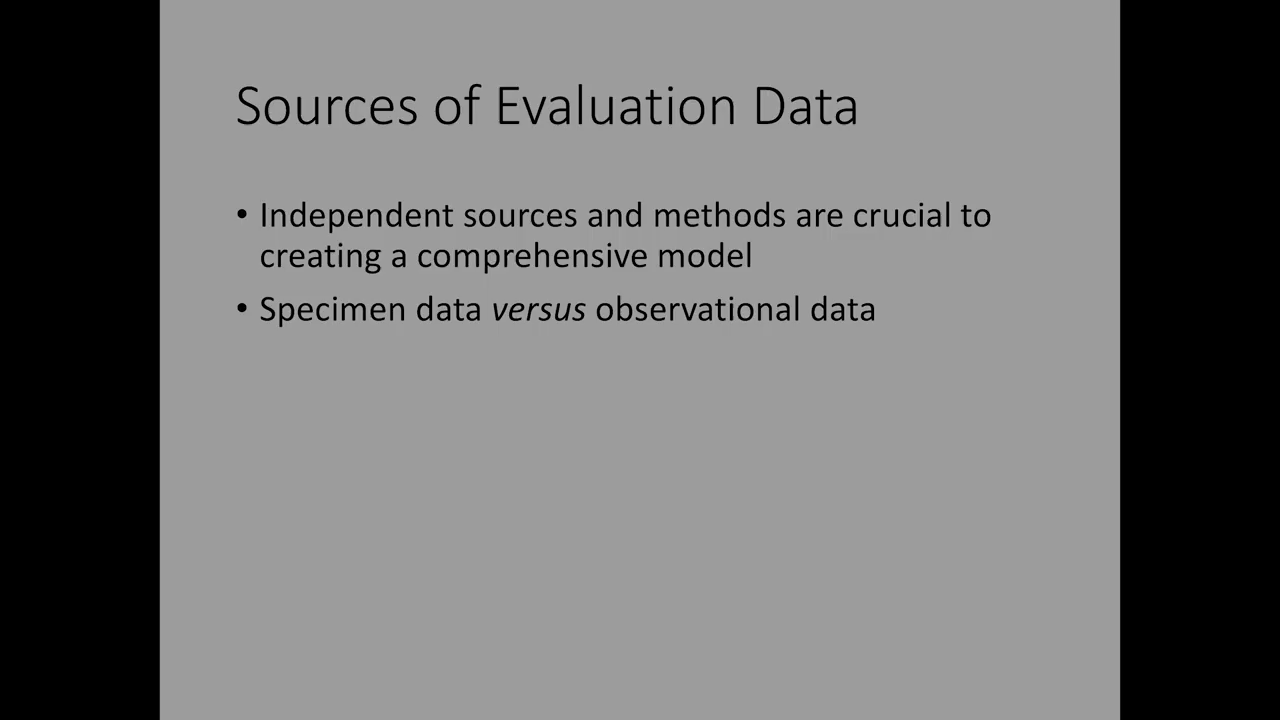 Sources of Evaluation Data
• Independent sources and methods are crucial to
creating a comprehensive model
• Specimen data versus observational data